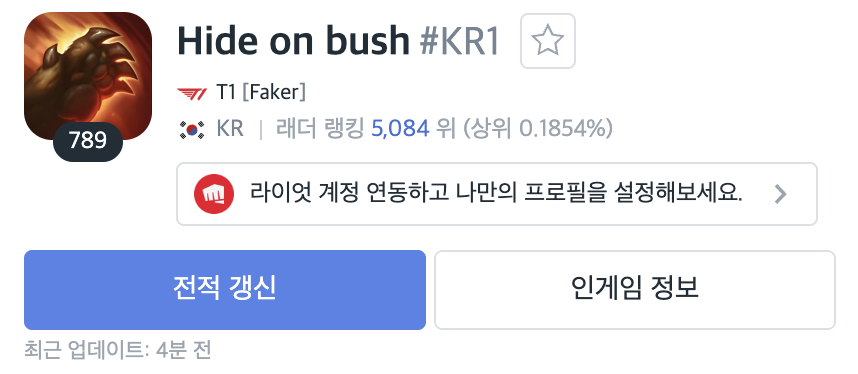 Hide on bush #KR1
789
T1 [Faker]
KR | 래더 랭킹 5,084 위 (상위 0.1854%)
라이엇 계정 연동하고 나만의 프로필을 설정해보세요.
전적 갱신
인게임 정보
최근 업데이트: 4분 전